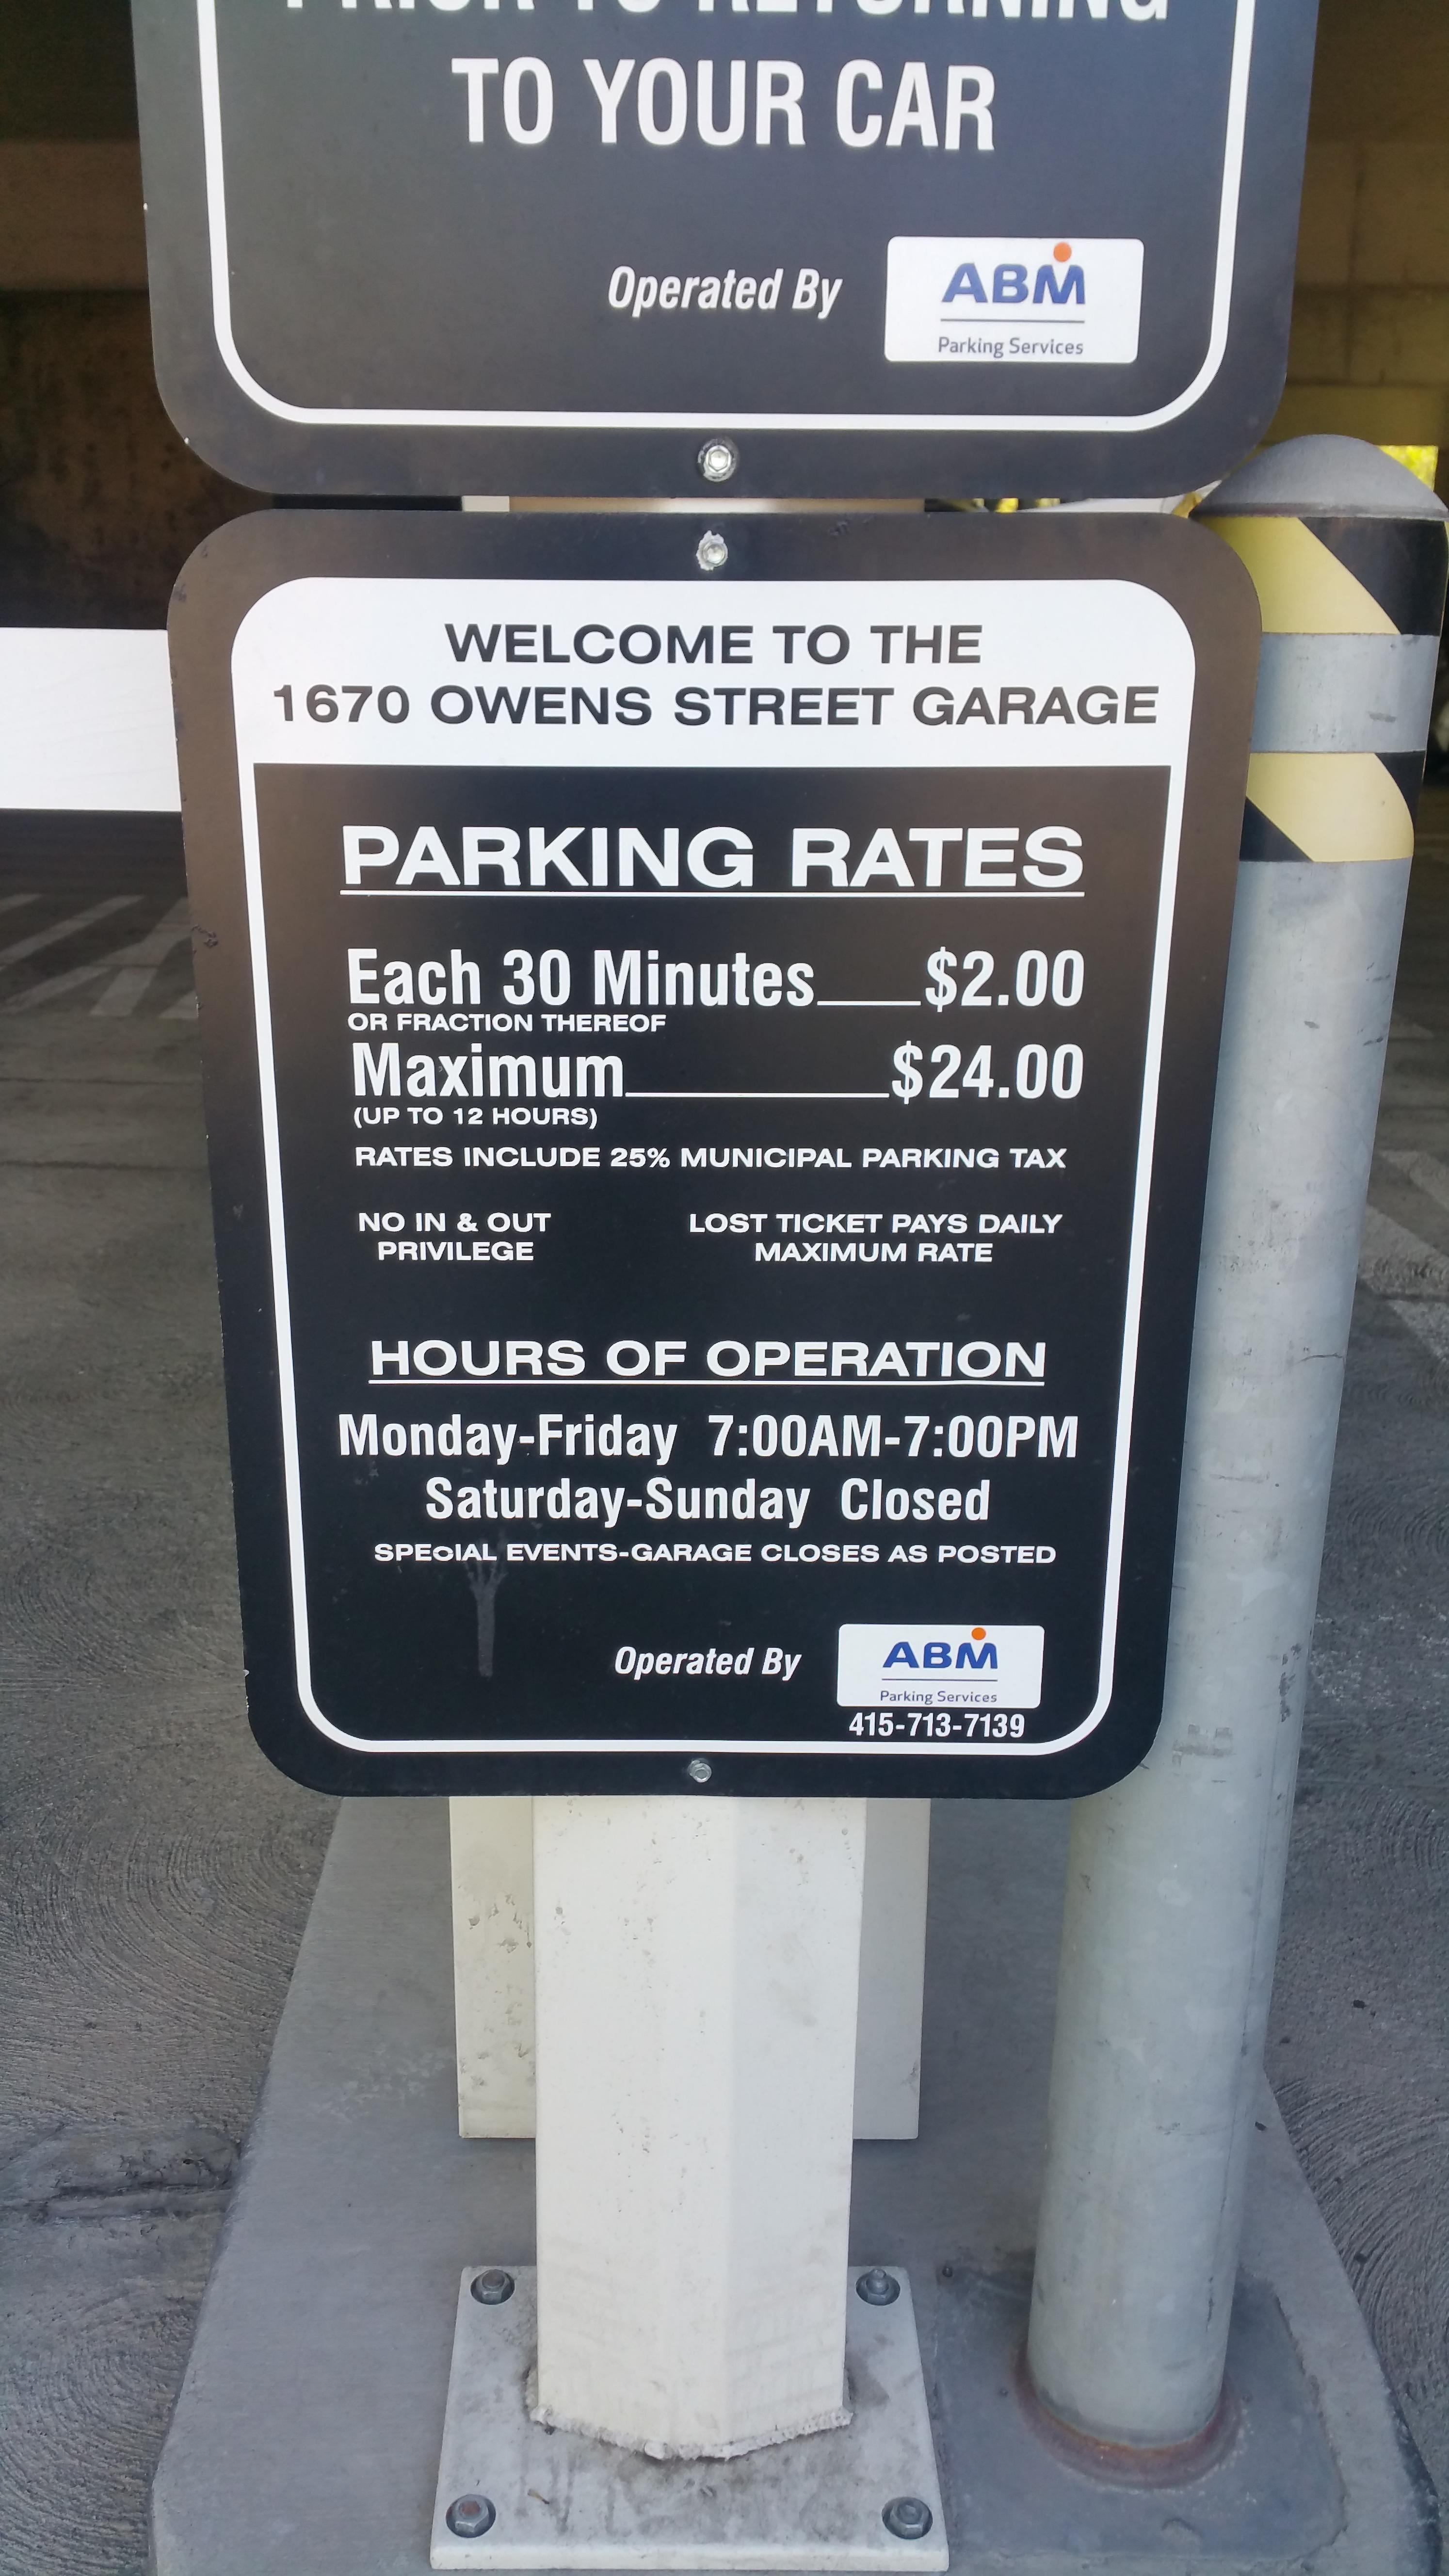 PRIOR TO RETURNING
TO YOUR CAR
Operated By
ABM
Parking Services
WELCOME TO THE
1670 OWENS STREET GARAGE
PARKING RATES
Each 30 Minutes $2.00
OR FRACTION THEREOF
Maximum $24.00
(UP TO 12 HOURS)
RATES INCLUDE 25% MUNICIPAL PARKING TAX
NO IN & OUT
PRIVILEGE
LOST TICKET PAYS DAILY
MAXIMUM RATE
HOURS OF OPERATION
Monday-Friday 7:00AM-7:00PM
Saturday-Sunday Closed
SPECIAL EVENTS-GARAGE CLOSES AS POSTED
Operated By
ABM
Parking Services
415-713-7139